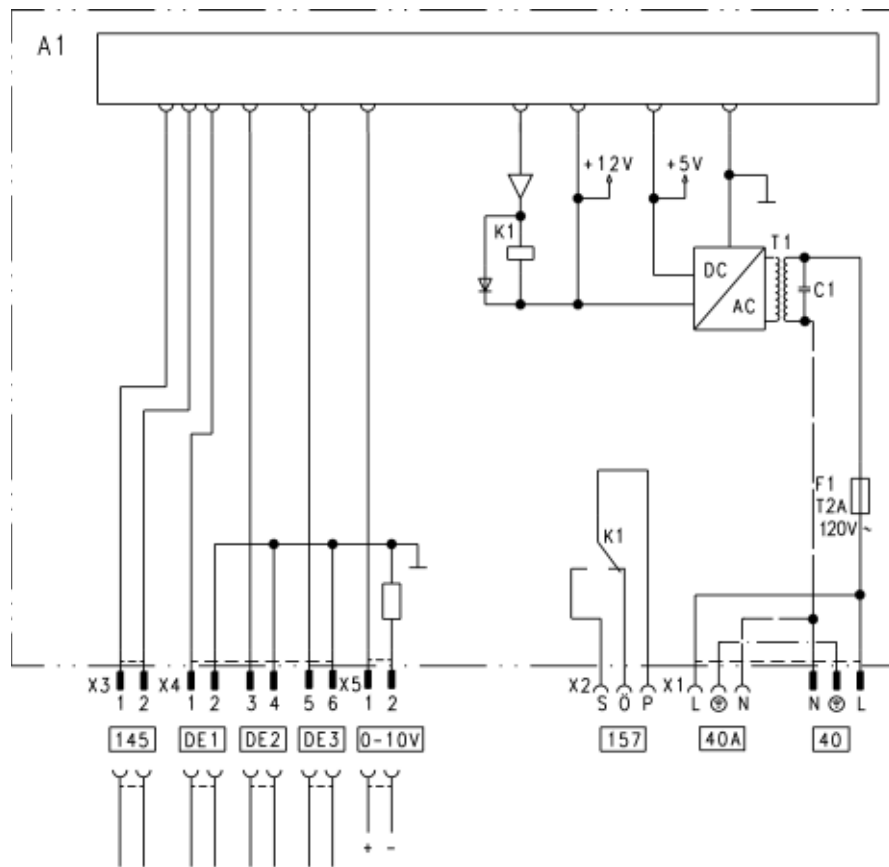 A1
+12V
+5V
K1
T1
DC
AC
C1
F1
T2A
120V~
K1
X3 1 2 X4 1 2 3 4 5 6 X5 1 2 X2 S Ö P X1 L N N L
145 DE1 DE2 DE3 0-10V 157 40A 40
+ -